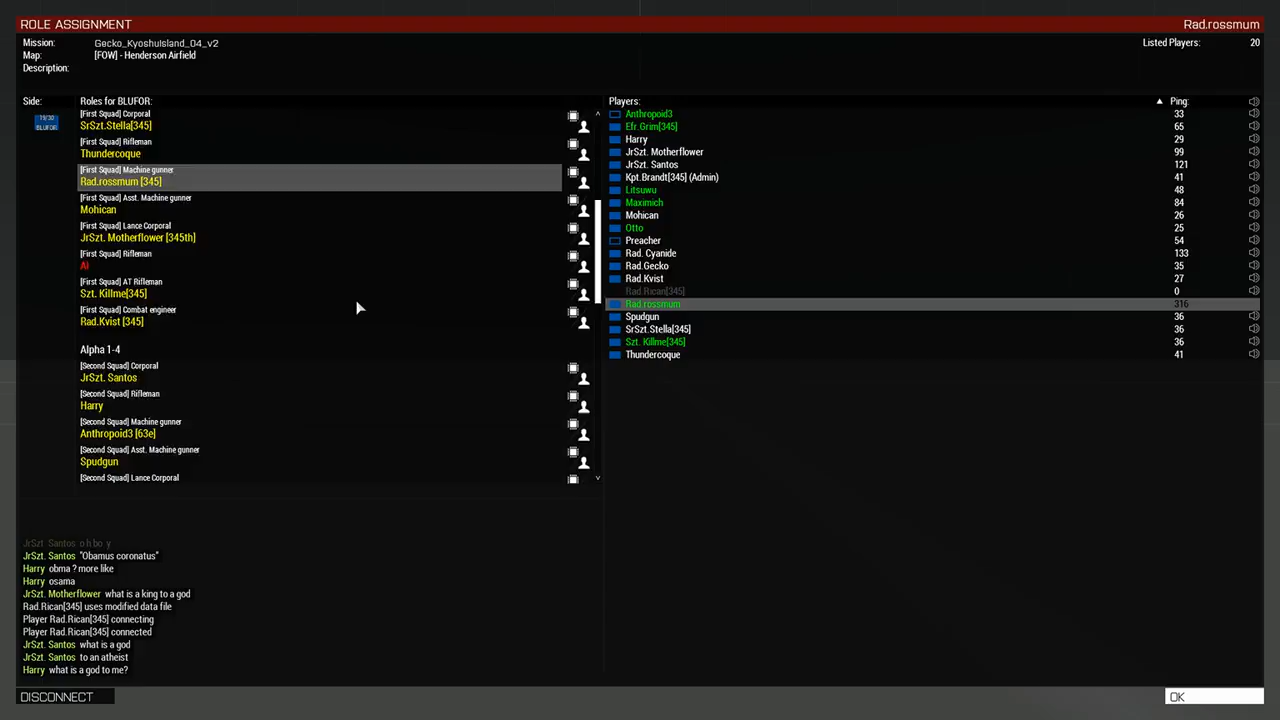 ROLE ASSIGNMENT
Rad.rossmum
Mission: Gecko_KyoshuIsland_04_v2
Listed Players: 20
Map: [FOW] - Henderson Airfield
Description:
Side:
Roles for BLUFOR:
19/30
BLUFOR
[First Squad] Corporal
SrSzt.Stella[345]
[First Squad] Rifleman
Thundercoque
[First Squad] Machine gunner
Rad.rossmum [345]
[First Squad] Asst. Machine gunner
Mohican
[First Squad] Lance Corporal
JrSzt. Motherflower [345th]
[First Squad] Rifleman
AI
[First Squad] AT Rifleman
Szt. Killme[345]
[First Squad] Combat engineer
Rad.Kvist [345]
Alpha 1-4
[Second Squad] Corporal
JrSzt. Santos
[Second Squad] Rifleman
Harry
[Second Squad] Machine gunner
Anthropoid3 [63e]
[Second Squad] Asst. Machine gunner
Spudgun
[Second Squad] Lance Corporal
Players: Ping:
Anthropoid3 33
Efr.Grim[345] 65
Harry 29
JrSzt. Motherflower 99
JrSzt. Santos 121
Kpt.Brandt[345] (Admin) 41
Litsuwu 48
Maximich 84
Mohican 26
Otto 25
Preacher 54
Rad. Cyanide 133
Rad.Gecko 35
Rad.Kvist 27
Rad.Rican[345] 0
Rad.rossmum 316
Spudgun 36
SrSzt.Stella[345] 36
Szt. Killme[345] 36
Thundercoque 41
JrSzt. Santos o h bo y
JrSzt. Santos "Obamus coronatus"
Harry obma ? more like
Harry osama
JrSzt. Motherflower what is a king to a god
Rad.Rican[345] uses modified data file
Player Rad.Rican[345] connecting
Player Rad.Rican[345] connected
JrSzt. Santos what is a god
JrSzt. Santos to an atheist
Harry what is a god to me?
DISCONNECT
OK